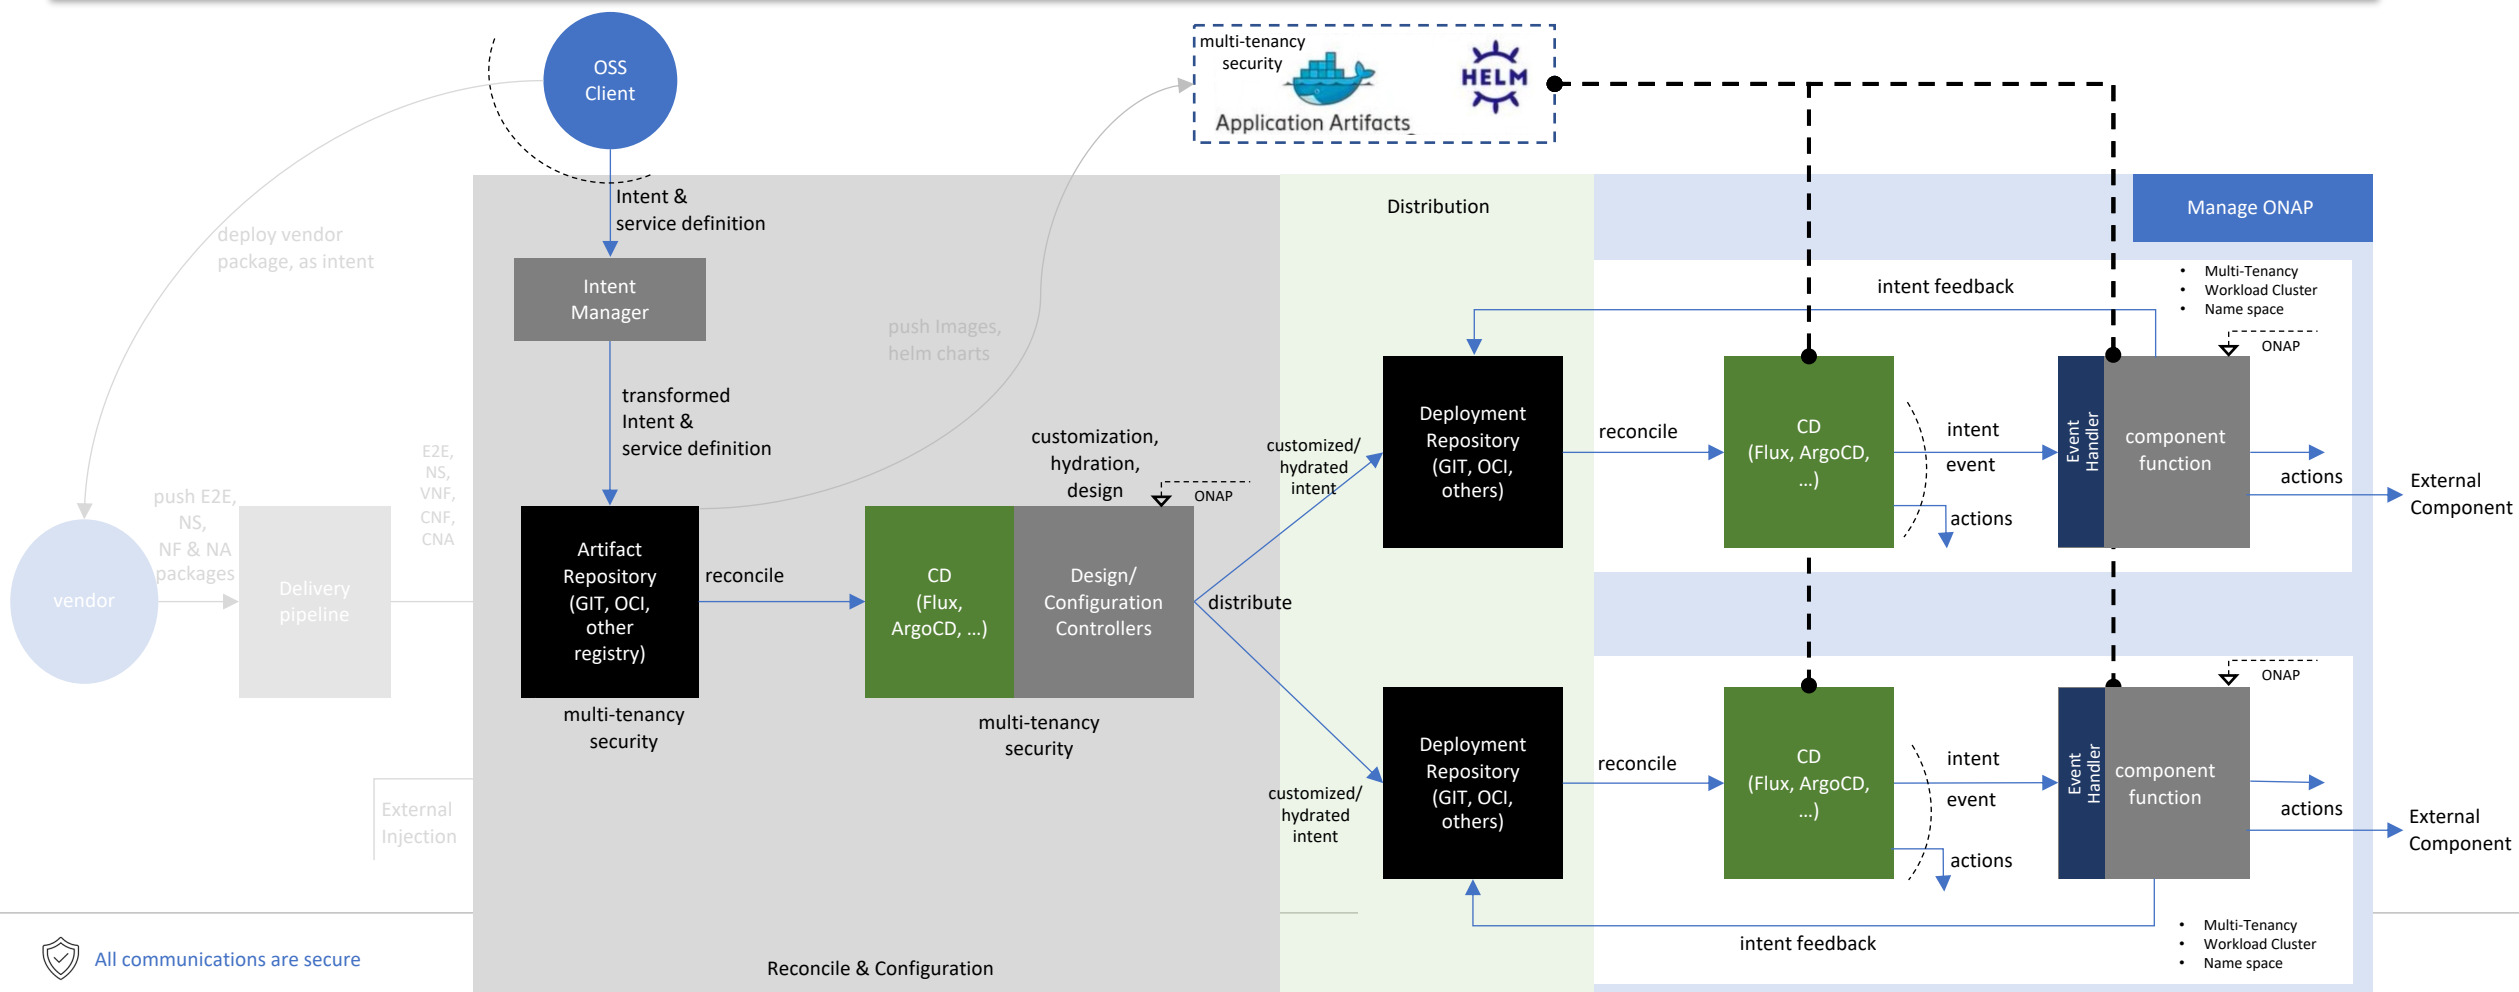 OSS
Client
multi-tenancy
security
HELM
Application Artifacts
Intent &
service definition
Distribution
Manage ONAP
deploy vendor
package, as intent
Intent
Manager
push Images,
helm charts
intent feedback
• Multi-Tenancy
• Workload Cluster
• Name space
ONAP
transformed
Intent &
service definition
customization,
hydration,
design
ONAP
customized/
hydrated
intent
Deployment
Repository
(GIT, OCI,
others)
reconcile
CD
(Flux, ArgoCD,
...)
intent
event
actions
Event
Handler
component
function
actions
External
Component
E2E,
NS,
VNF,
CNF,
CNA
push E2E,
NS,
NF & NA
packages
vendor
Delivery
pipeline
Artifact
Repository
(GIT, OCI,
other
registry)
reconcile
CD
(Flux,
ArgoCD, ...)
Design/
Configuration
Controllers
distribute
multi-tenancy
security
multi-tenancy
security
ONAP
customized/
hydrated
intent
Deployment
Repository
(GIT, OCI,
others)
reconcile
CD
(Flux, ArgoCD,
...)
intent
event
actions
Event
Handler
component
function
actions
External
Component
External
Injection
intent feedback
• Multi-Tenancy
• Workload Cluster
• Name space
All communications are secure
Reconcile & Configuration